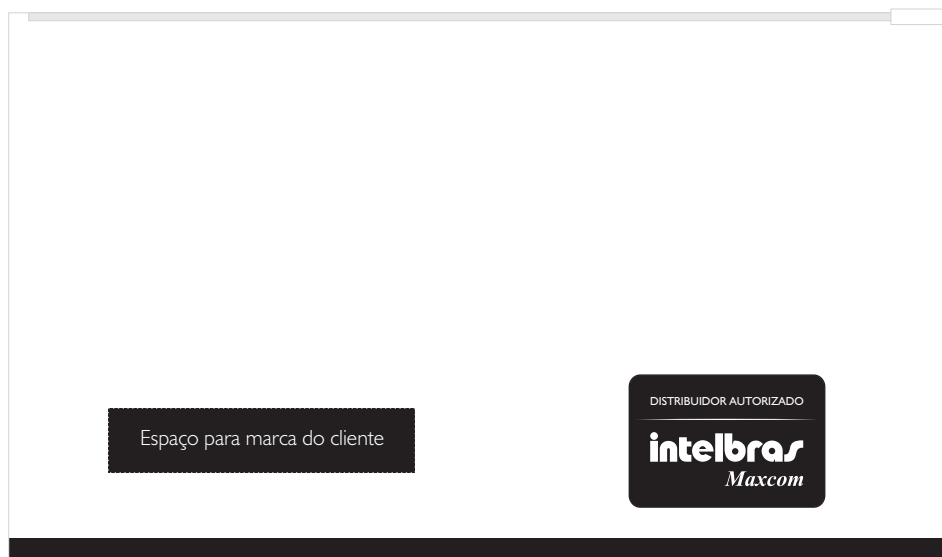 Espaço para marca do cliente
DISTRIBUIDOR AUTORIZADO
intelbras
Maxcom